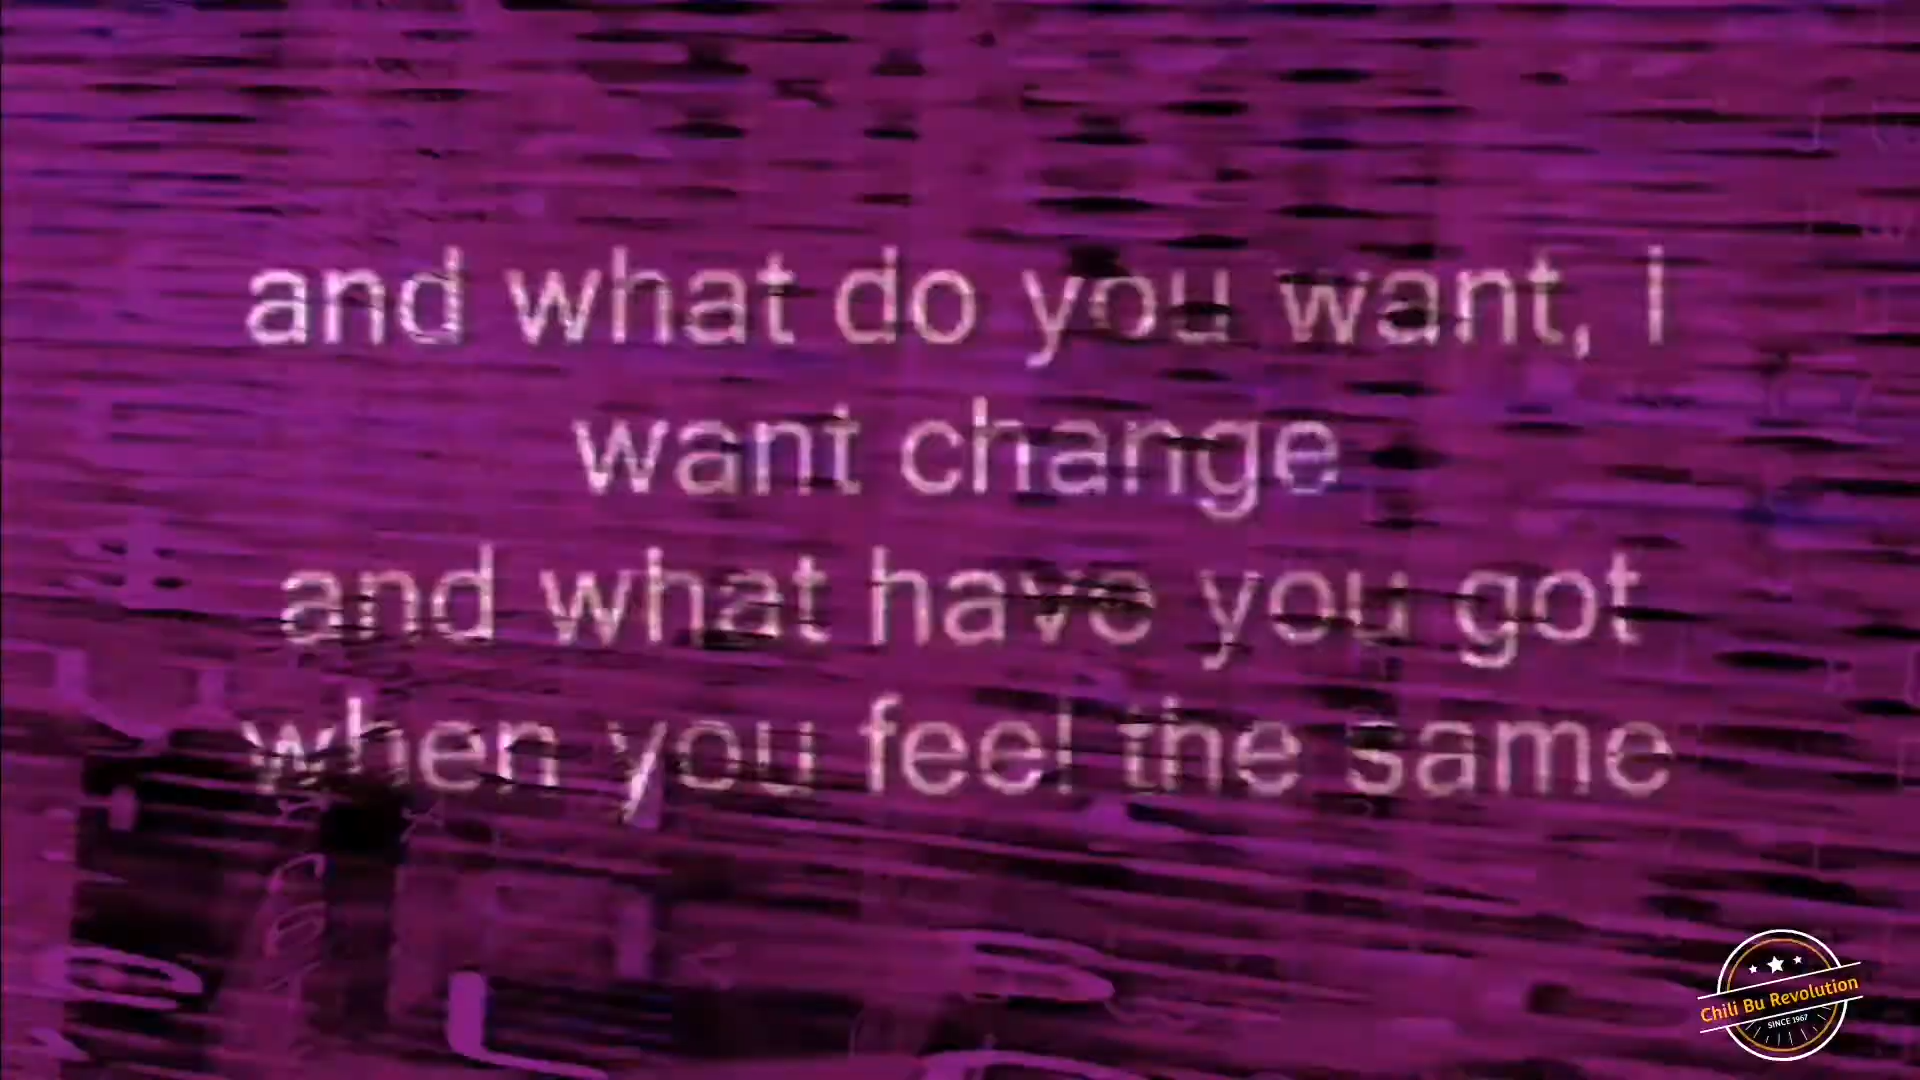 and what do you want, I
want change
and what have you got
when you feel the same
Chili Bu Revolution
SINCE 1967